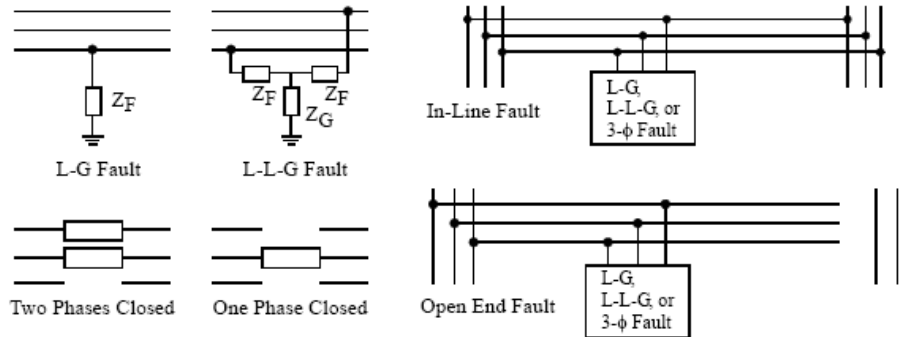 Z_F
L-G Fault
Z_F
Z_F
Z_G
L-L-G Fault
In-Line Fault
L-G,
L-L-G, or
3-ϕ Fault
Two Phases Closed
One Phase Closed
Open End Fault
L-G,
L-L-G, or
3-ϕ Fault